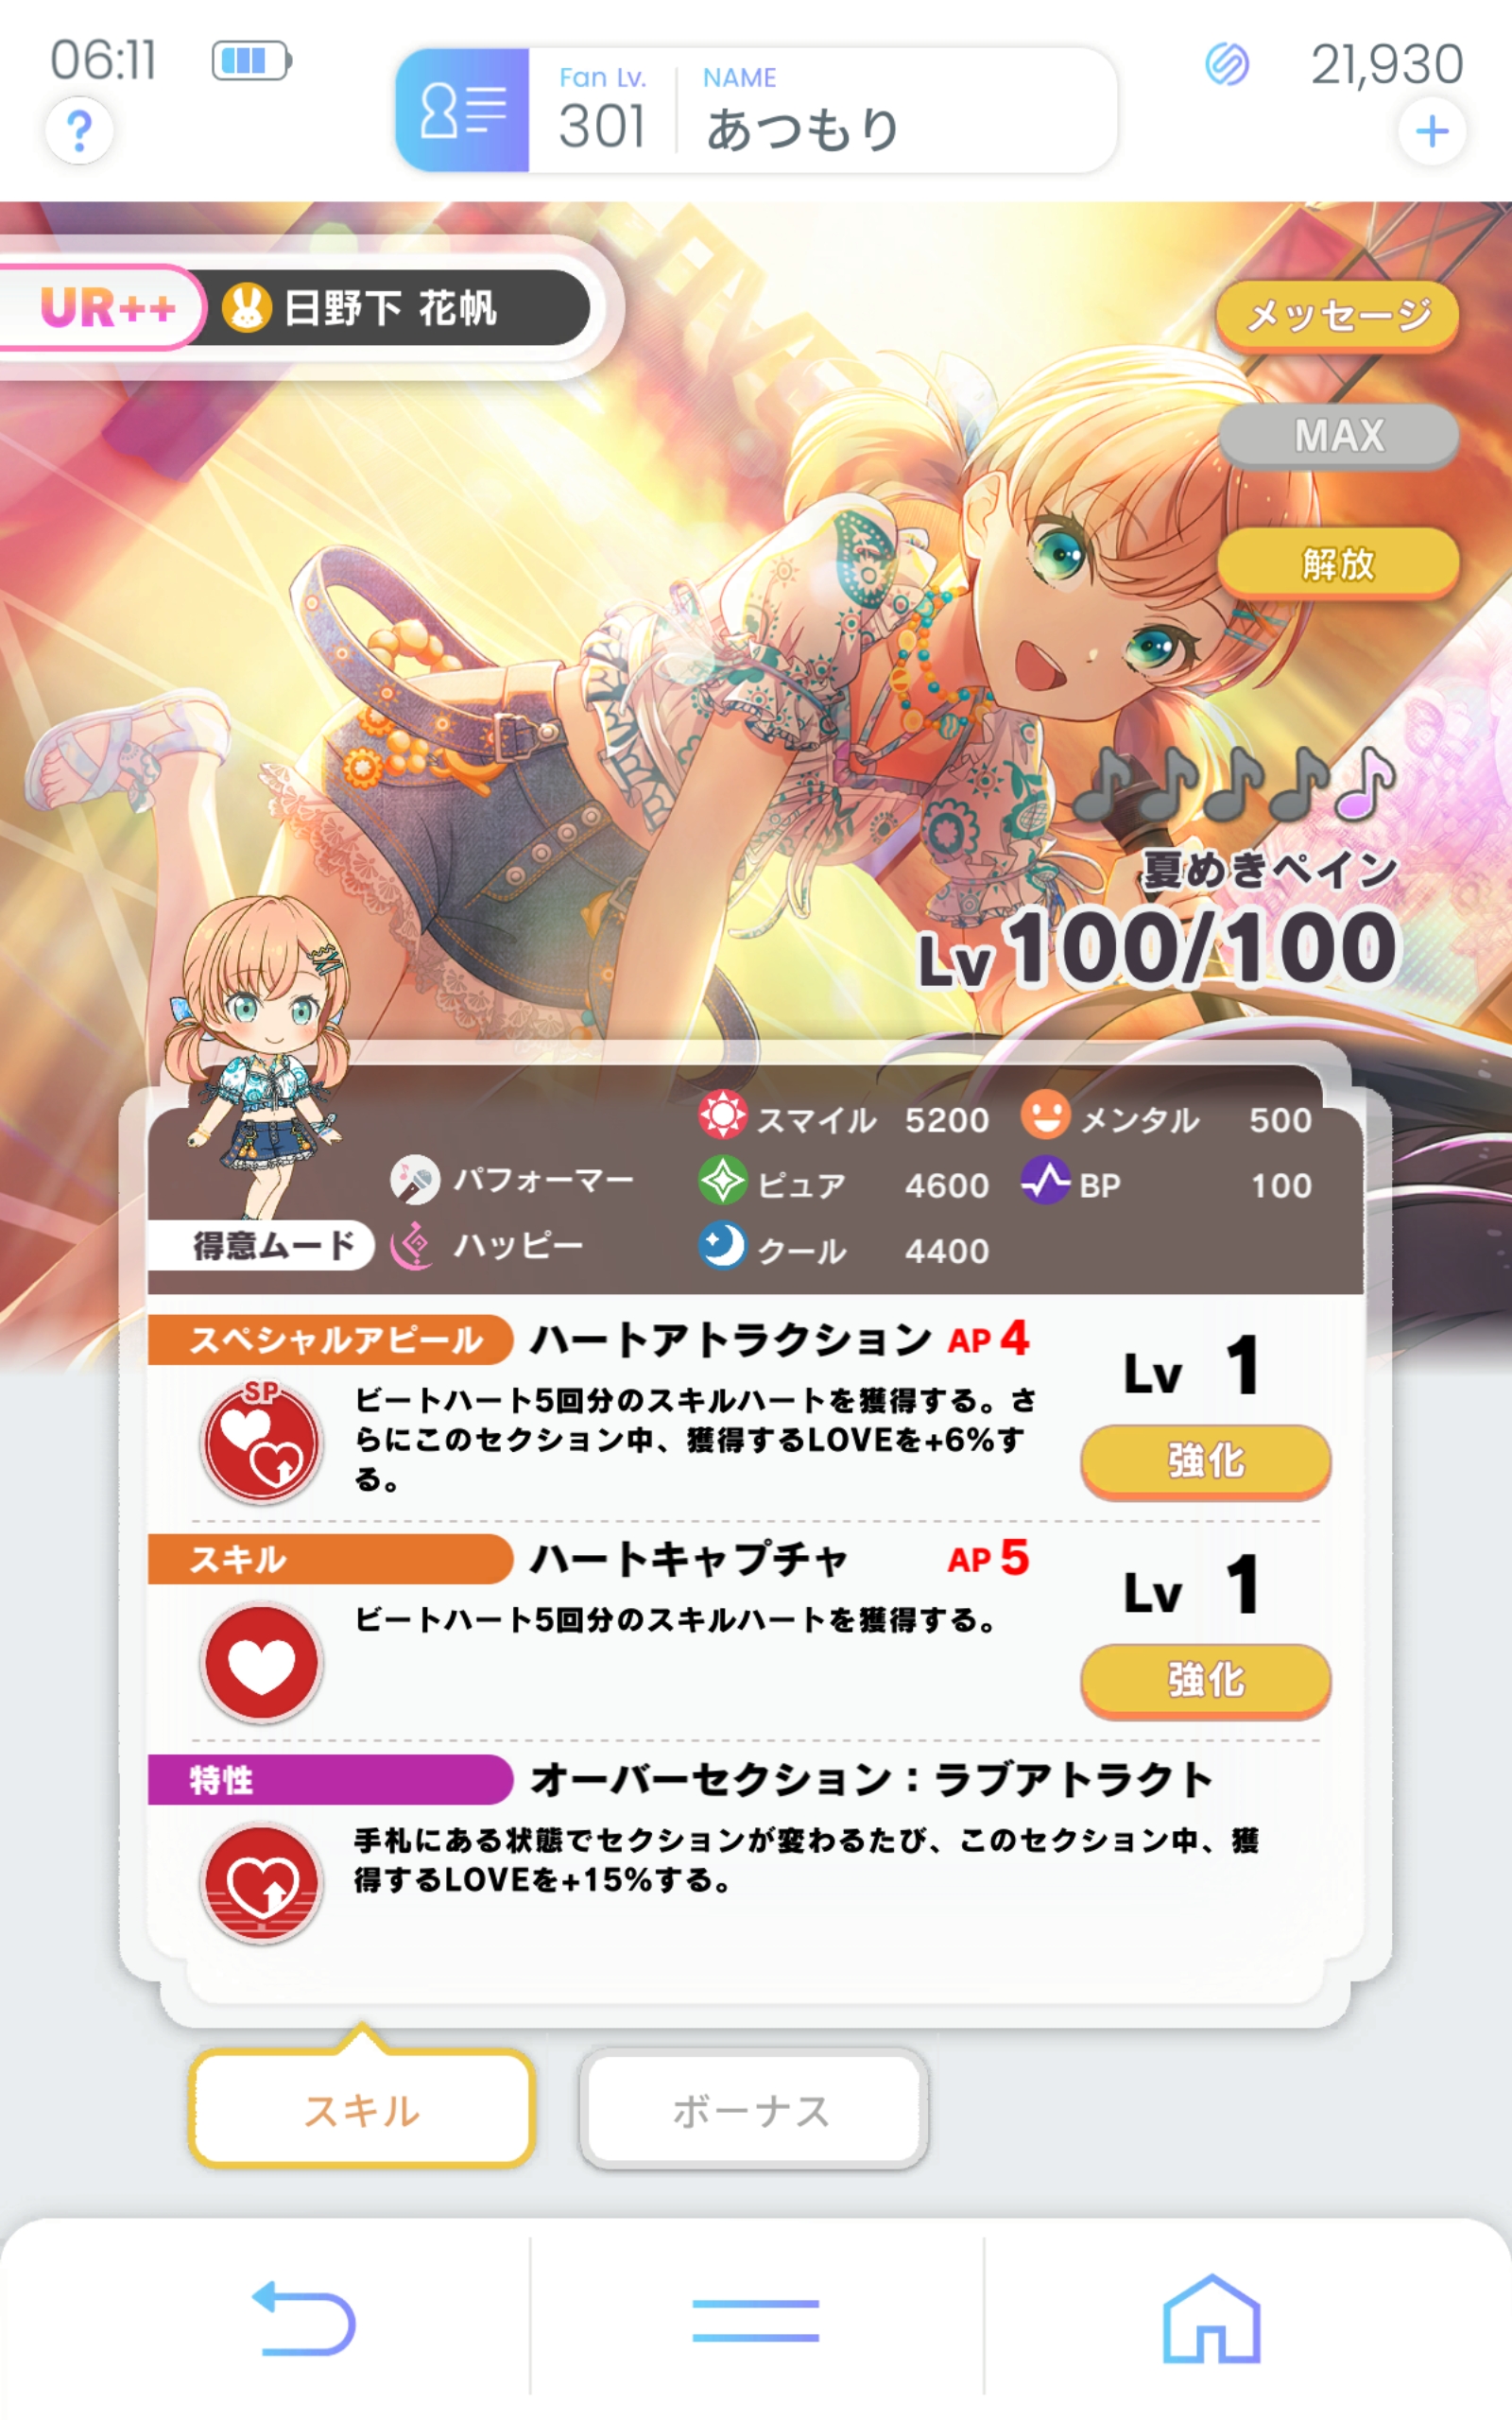 06:11
Fan Lv.
301
NAME
あつもり
21,930
?
+
UR++
日野下 花帆
メッセージ
MAX
解放
夏めきペイン
Lv 100/100
スマイル 5200
メンタル 500
パフォーマー
ピュア 4600
BP 100
得意ムード
ハッピー
クール 4400
スペシャルアピール
ハートアトラクション AP 4
Lv 1
SP
ビートハート5回分のスキルハートを獲得する。さ
らにこのセクション中、獲得するLOVEを+6%す
る。
強化
スキル
ハートキャプチャ AP 5
Lv 1
ビートハート5回分のスキルハートを獲得する。
強化
特性
オーバーセクション：ラブアトラクト
手札にある状態でセクションが変わるたび、このセクション中、獲
得するLOVEを+15%する。
スキル
ボーナス